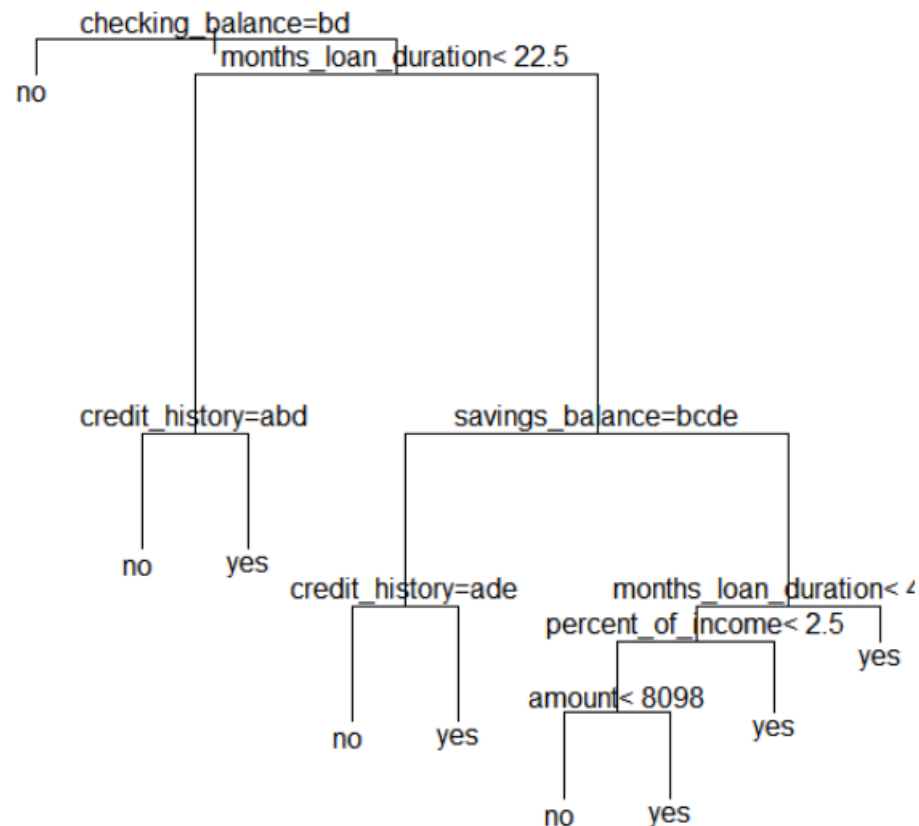 checking_balance=bd
months_loan_duration< 22.5
no
credit_history=abd
savings_balance=bcde
no
yes
credit_history=ade
months_loan_duration< 4
percent_of_income< 2.5
yes
amount< 8098
no
yes
yes
no
yes